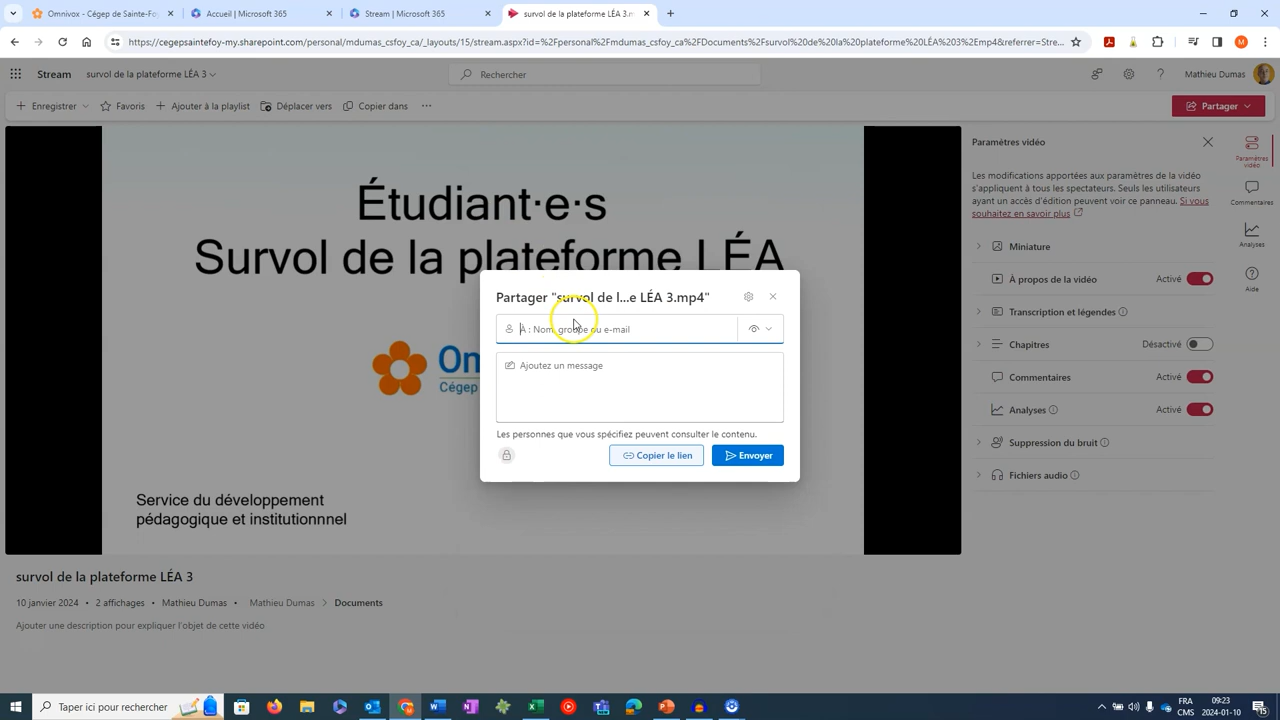 Omnivox - Cégep de Sainte-Foy
Accueil | Microsoft 365
Stream | Microsoft 365
survol de la plateforme LÉA 3.m
https://cegepsaintefoy-my.sharepoint.com/personal/mdumas_csfoy_ca/_layouts/15/stream.aspx?id=%2Fpersonal%2Fmdumas_csfoy_ca%2FDocuments%2Fsurvol%20de%20la%20plateforme%20LÉA%203%2Emp4&referrer=Stre...
M
Stream
survol de la plateforme LÉA 3
Rechercher
?
Mathieu Dumas
Enregistrer
Favoris
Ajouter à la playlist
Déplacer vers
Copier dans
...
Partager
Étudiant·e·s
Survol de la plateforme LÉA
Om
Cégep
Service du développement
pédagogique et institutionnnel
Partager "survol de l...e LÉA 3.mp4"
À : Nom, groupe ou e-mail
Ajoutez un message
Les personnes que vous spécifiez peuvent consulter le contenu.
Copier le lien
Envoyer
Paramètres vidéo
Les modifications apportées aux paramètres de la vidéo
s'appliquent à tous les spectateurs. Seuls les utilisateurs
ayant un accès d'édition peuvent voir ce panneau. Si vous
souhaitez en savoir plus
Miniature
À propos de la vidéo
Activé
Transcription et légendes
Chapitres
Désactivé
Commentaires
Activé
Analyses
Activé
Suppression du bruit
Fichiers audio
Paramètres
vidéo
Commentaires
Analyses
Aide
survol de la plateforme LÉA 3
10 janvier 2024 • 2 affichages • Mathieu Dumas • Mathieu Dumas > Documents
Ajouter une description pour expliquer l'objet de cette vidéo
Taper ici pour rechercher
FRA
CMS
09:23
2024-01-10